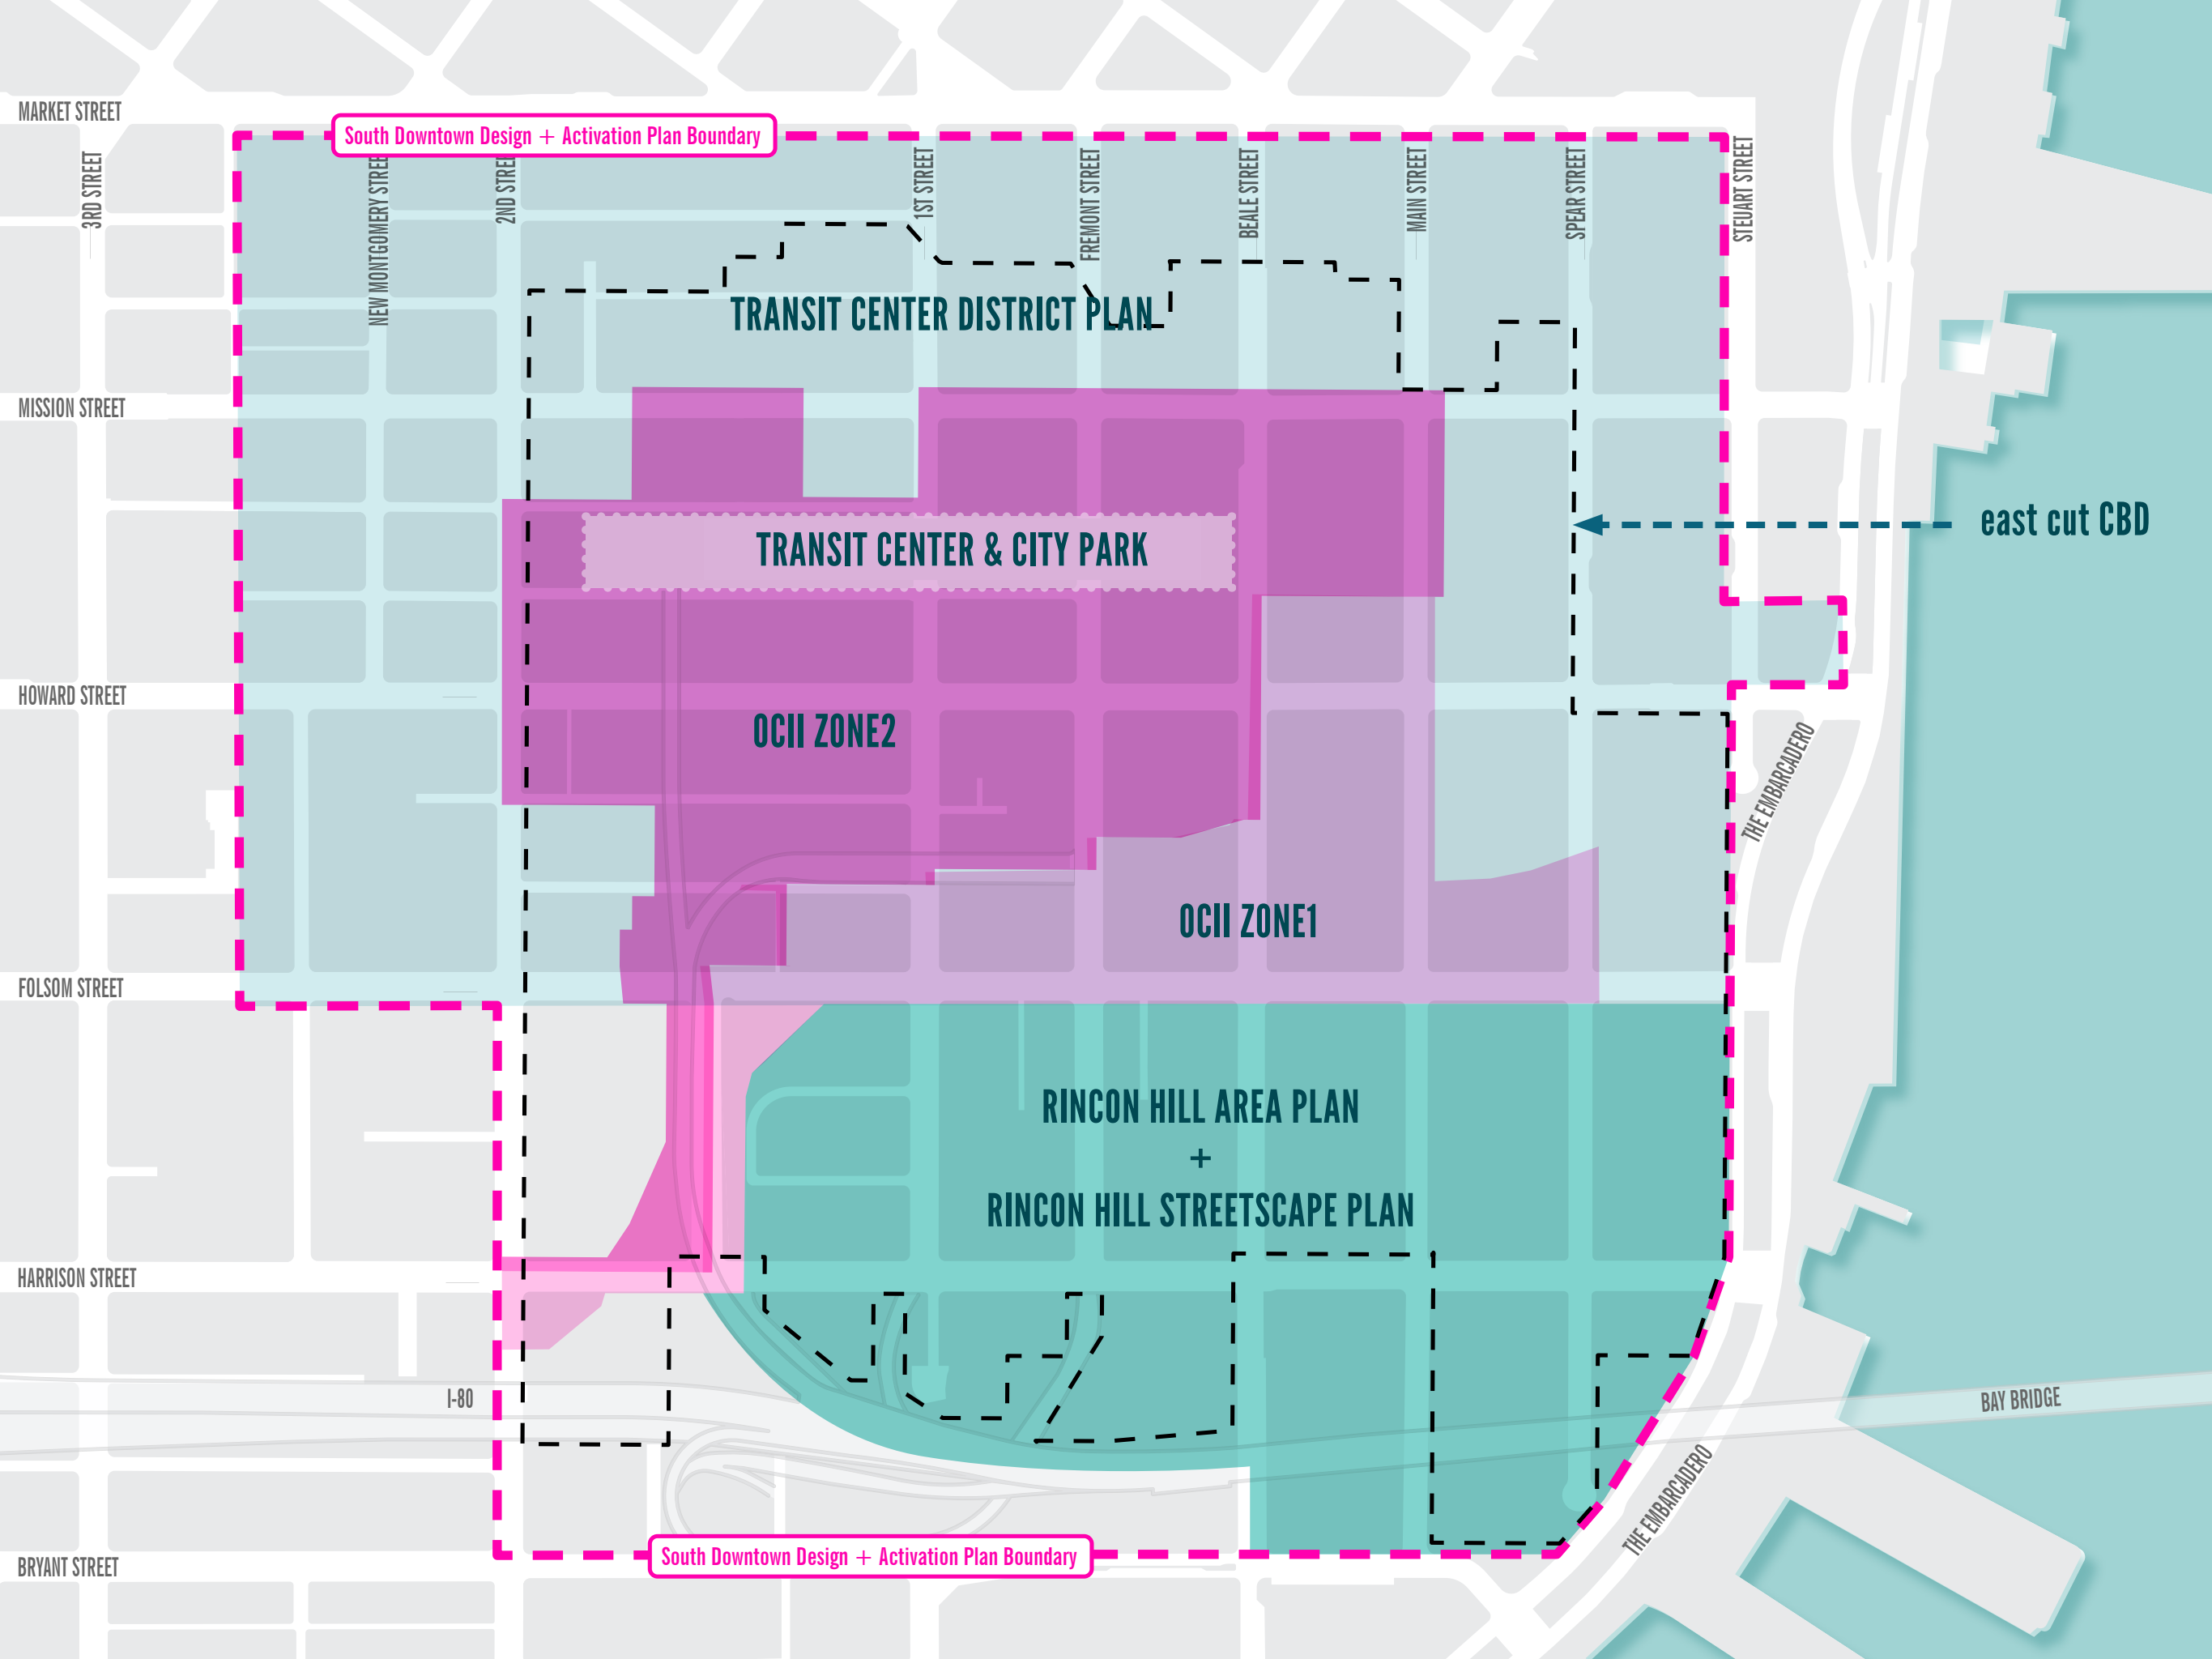 MARKET STREET
South Downtown Design + Activation Plan Boundary
3RD STREET
NEW MONTGOMERY STREE
2ND STREE
1ST STREET
FREMONT STREET
BEALE STREET
MAIN STREET
SPEAR STREET
STEUART STREET
TRANSIT CENTER DISTRICT PLAN
MISSION STREET
east cut CBD
TRANSIT CENTER & CITY PARK
HOWARD STREET
OCII ZONE2
THE EMBARCADERO
OCII ZONE1
FOLSOM STREET
RINCON HILL AREA PLAN
+
RINCON HILL STREETSCAPE PLAN
HARRISON STREET
I-80
BAY BRIDGE
THE EMBARCADERO
South Downtown Design + Activation Plan Boundary
BRYANT STREET